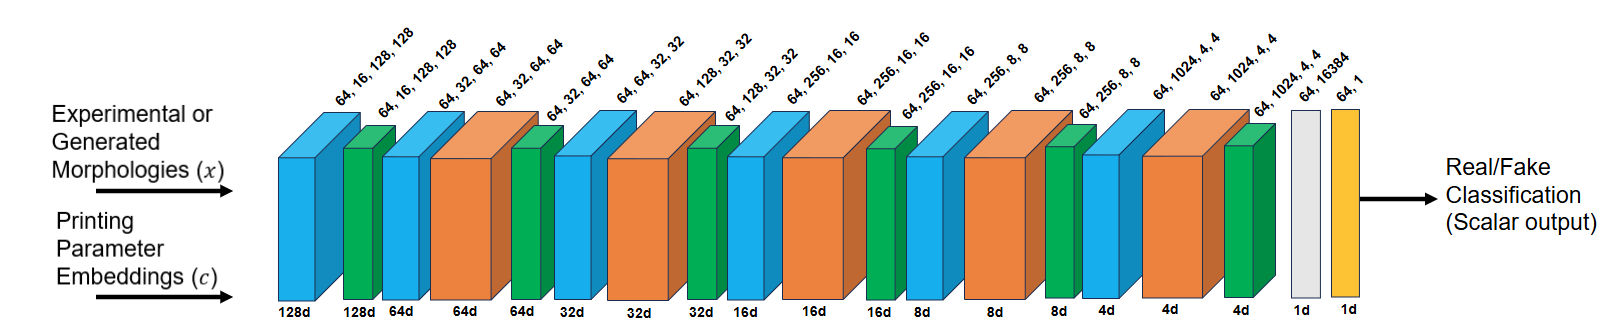 Experimental or
Generated
Morphologies (x)
Printing
Parameter
Embeddings (c)
64, 16, 128, 128
64, 16, 128, 128
64, 32, 64, 64
64, 32, 64, 64
64, 32, 64, 64
64, 64, 32, 32
64, 128, 32, 32
64, 128, 32, 32
64, 256, 16, 16
64, 256, 16, 16
64, 256, 16, 16
64, 256, 8, 8
64, 256, 8, 8
64, 256, 8, 8
64, 1024, 4, 4
64, 1024, 4, 4
64, 1024, 4, 4
64, 16384
64, 1
128d
128d
64d
64d
64d
32d
32d
32d
16d
16d
16d
8d
8d
8d
4d
4d
4d
1d
1d
Real/Fake
Classification
(Scalar output)